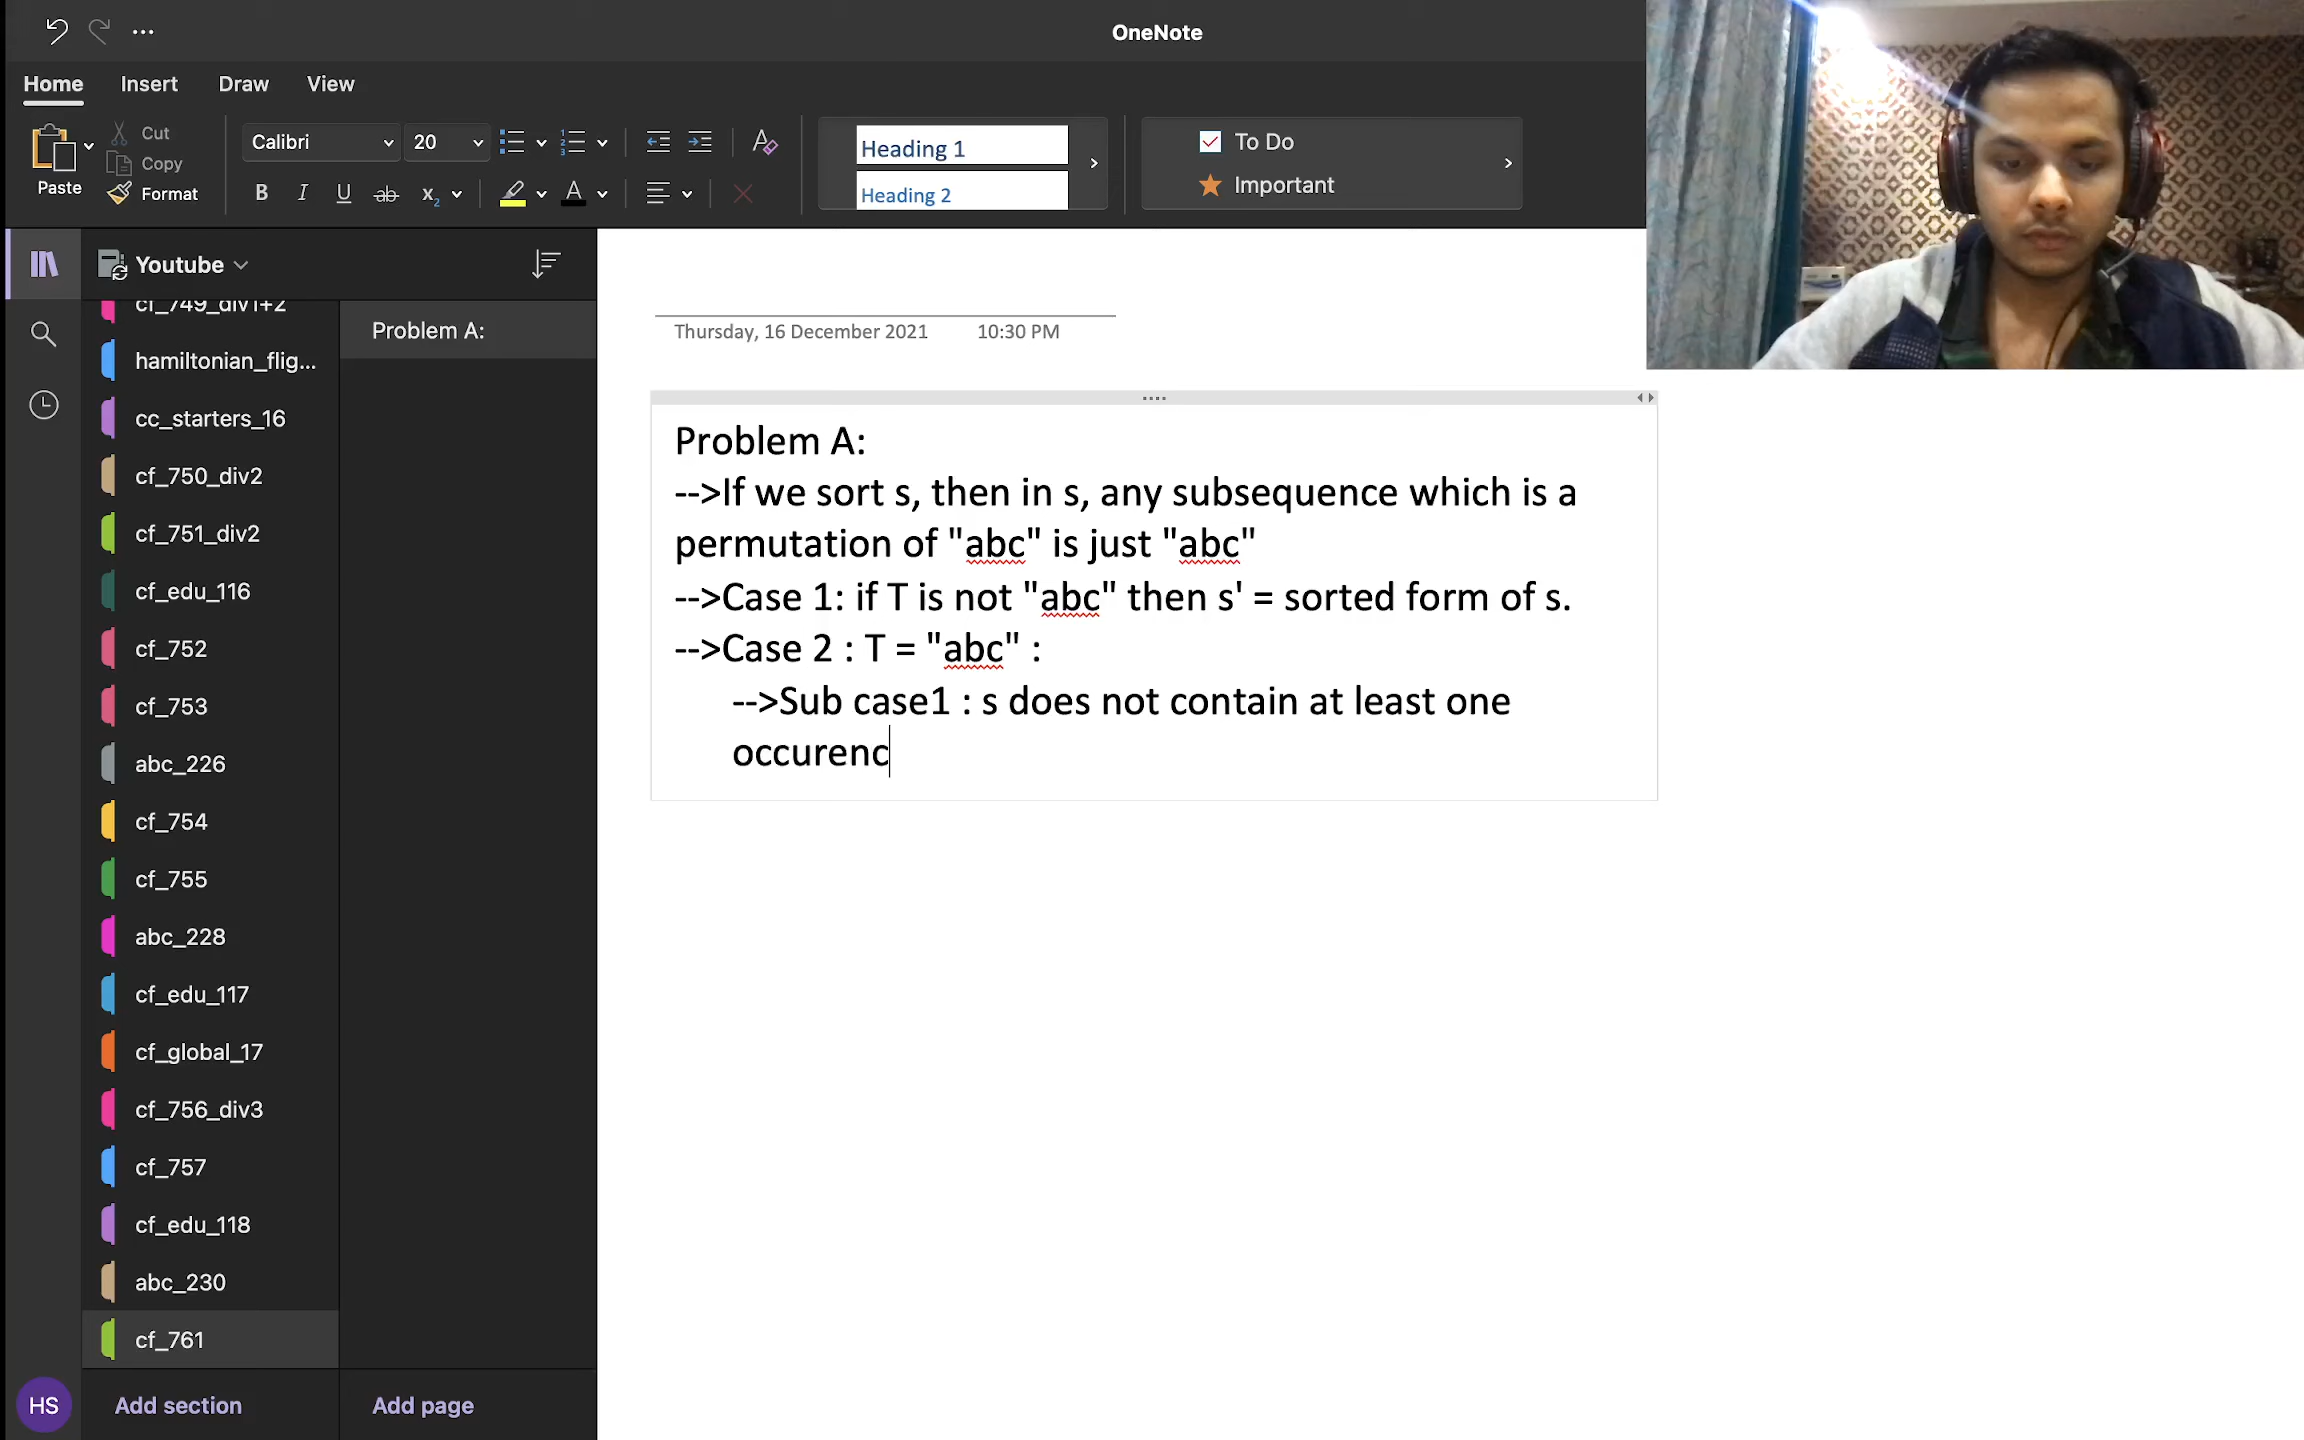 OneNote
Home Insert Draw View
Paste
Cut
Copy
Format
Calibri 20
B I U ab x2 A
Heading 1
Heading 2
To Do
Important
Youtube
cf_749_div1+2
hamiltonian_flig...
cc_starters_16
cf_750_div2
cf_751_div2
cf_edu_116
cf_752
cf_753
abc_226
cf_754
cf_755
abc_228
cf_edu_117
cf_global_17
cf_756_div3
cf_757
cf_edu_118
abc_230
cf_761
HS
Add section
Problem A:
Add page
Thursday, 16 December 2021 10:30 PM
Problem A:
-->If we sort s, then in s, any subsequence which is a
permutation of "abc" is just "abc"
-->Case 1: if T is not "abc" then s' = sorted form of s.
-->Case 2 : T = "abc" :
-->Sub case1 : s does not contain at least one
occurenc